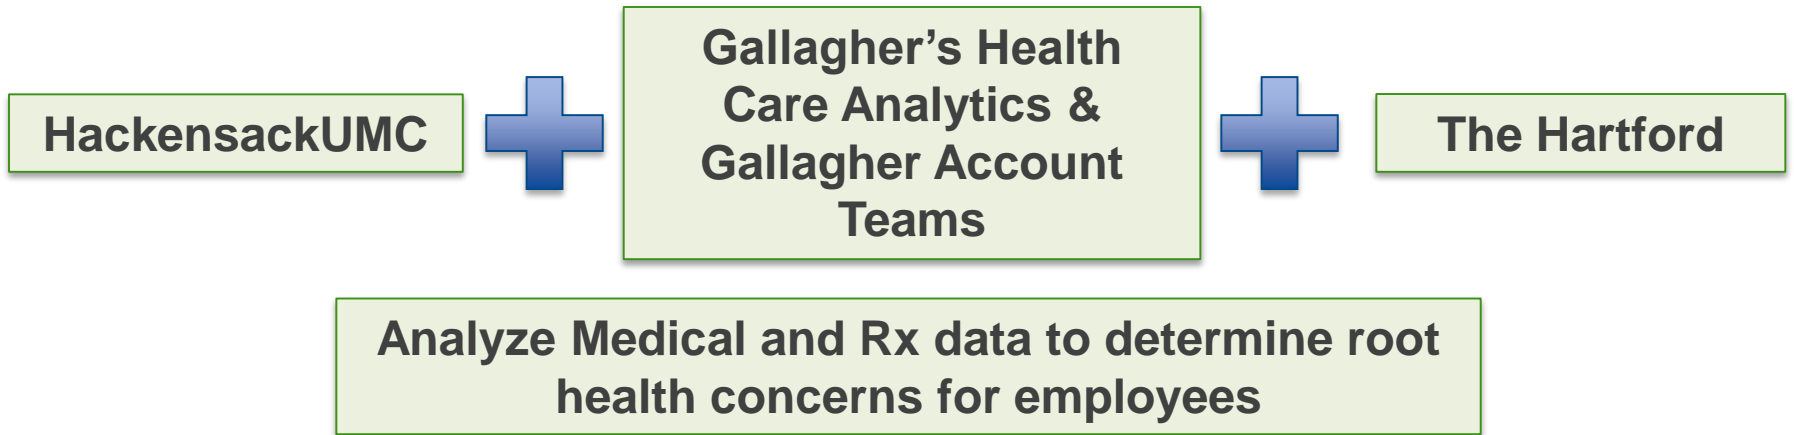 HackensackUMC
Gallagher’s Health
Care Analytics &
Gallagher Account
Teams
The Hartford
Analyze Medical and Rx data to determine root
health concerns for employees